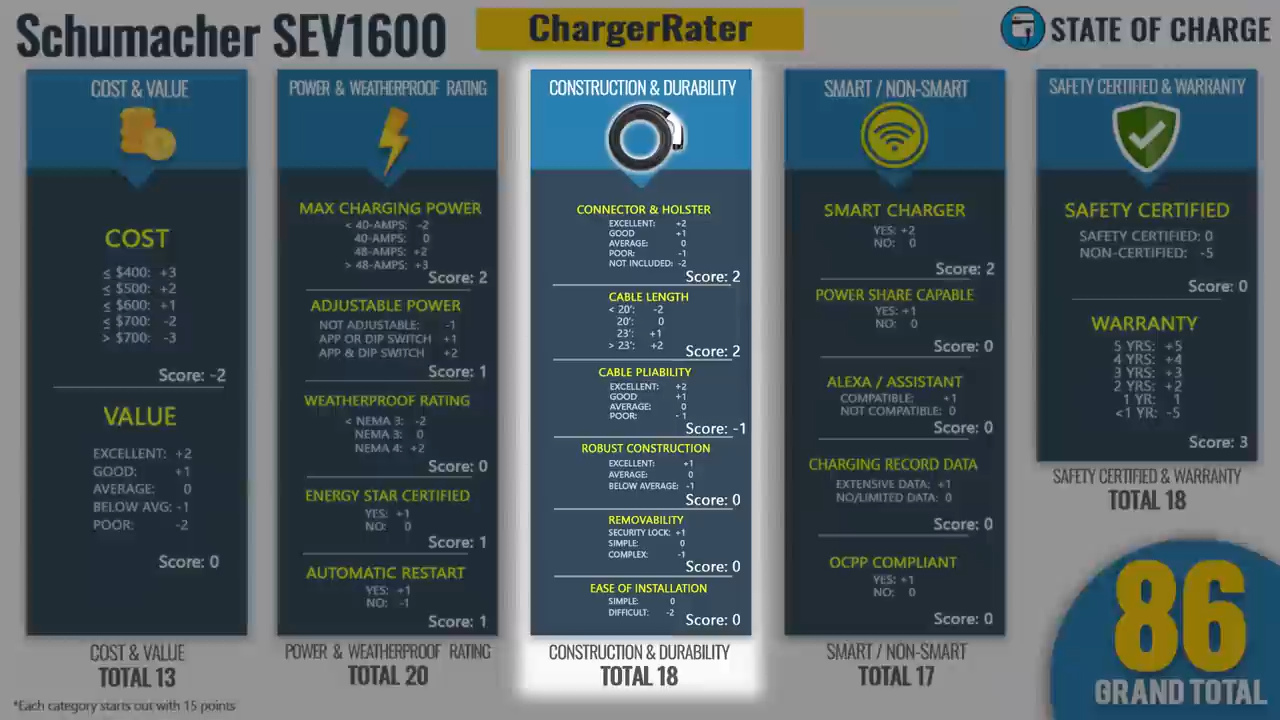 Schumacher SEV1600
ChargerRater
STATE OF CHARGE
COST & VALUE
COST
≤ $400: +3
≤ $500: +2
≤ $600: +1
≤ $700: -2
> $700: -3
Score: -2
VALUE
EXCELLENT: +2
GOOD: +1
AVERAGE: 0
BELOW AVG: -1
POOR: -2
Score: 0
COST & VALUE
TOTAL 13
*Each category starts out with 15 points
POWER & WEATHERPROOF RATING
MAX CHARGING POWER
< 40-AMPS: -2
40-AMPS: 0
48-AMPS: +2
> 48-AMPS: +3
Score: 2
ADJUSTABLE POWER
NOT ADJUSTABLE: -1
APP OR DIP SWITCH +1
APP & DIP SWITCH +2
Score: 1
WEATHERPROOF RATING
< NEMA 3: -2
NEMA 3: 0
NEMA 4: +2
Score: 0
ENERGY STAR CERTIFIED
YES: +1
NO: 0
Score: 1
AUTOMATIC RESTART
YES: +1
NO: -1
Score: 1
POWER & WEATHERPROOF RATING
TOTAL 20
CONSTRUCTION & DURABILITY
CONNECTOR & HOLSTER
EXCELLENT: +2
GOOD +1
AVERAGE: 0
POOR: -1
NOT INCLUDED: -2
Score: 2
CABLE LENGTH
< 20': -2
20': 0
23': +1
> 23': +2
Score: 2
CABLE PLIABILITY
EXCELLENT: +2
GOOD +1
AVERAGE: 0
POOR: - 1
Score: -1
ROBUST CONSTRUCTION
EXCELLENT: +1
AVERAGE: 0
BELOW AVERAGE: -1
Score: 0
REMOVABILITY
SECURITY LOCK: +1
SIMPLE: 0
COMPLEX: -1
Score: 0
EASE OF INSTALLATION
SIMPLE: 0
DIFFICULT: -2
Score: 0
CONSTRUCTION & DURABILITY
TOTAL 18
SMART / NON-SMART
SMART CHARGER
YES: +2
NO: 0
Score: 2
POWER SHARE CAPABLE
YES: +1
NO: 0
Score: 0
ALEXA / ASSISTANT
COMPATIBLE: +1
NOT COMPATIBLE: 0
Score: 0
CHARGING RECORD DATA
EXTENSIVE DATA: +1
NO/LIMITED DATA: 0
Score: 0
OCPP COMPLIANT
YES: +1
NO: 0
Score: 0
SMART / NON-SMART
TOTAL 17
SAFETY CERTIFIED & WARRANTY
SAFETY CERTIFIED
SAFETY CERTIFIED: 0
NON-CERTIFIED: -5
Score: 0
WARRANTY
5 YRS: +5
4 YRS: +4
3 YRS: +3
2 YRS: +2
1 YR: 1
<1 YR: -5
Score: 3
SAFETY CERTIFIED & WARRANTY
TOTAL 18
86
GRAND TOTAL